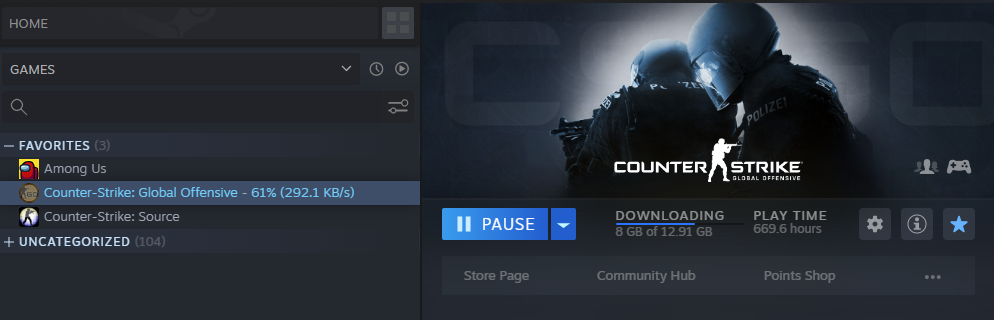 HOME
GAMES
FAVORITES (3)
Among Us
Counter-Strike: Global Offensive - 61% (292.1 KB/s)
Counter-Strike: Source
UNCATEGORIZED (104)
CSGO
POLIZEI
POLIZEI
COUNTER STRIKE
GLOBAL OFFENSIVE
PAUSE
DOWNLOADING
8 GB of 12.91 GB
PLAY TIME
669.6 hours
Store Page
Community Hub
Points Shop